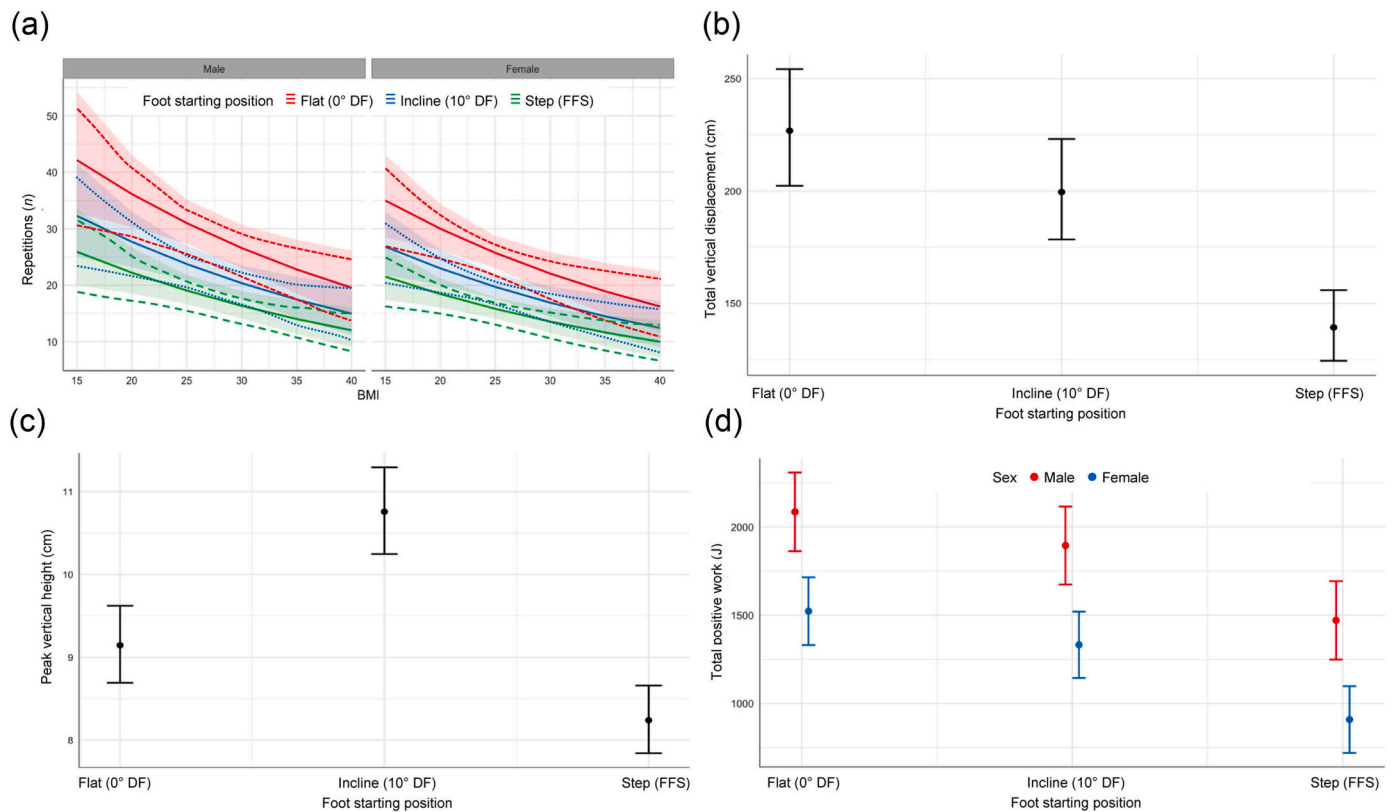 (a)
Male Female
Foot starting position Flat (0° DF) Incline (10° DF) Step (FFS)
Repetitions (n)
50
40
30
20
10
15 20 25 30 35 40 15 20 25 30 35 40
BMI
(b)
Total vertical displacement (cm)
250
200
150
Flat (0° DF) Incline (10° DF) Step (FFS)
Foot starting position
(c)
Peak vertical height (cm)
11
10
9
8
Flat (0° DF) Incline (10° DF) Step (FFS)
Foot starting position
(d)
Sex Male Female
Total positive work (J)
2000
1500
1000
Flat (0° DF) Incline (10° DF) Step (FFS)
Foot starting position